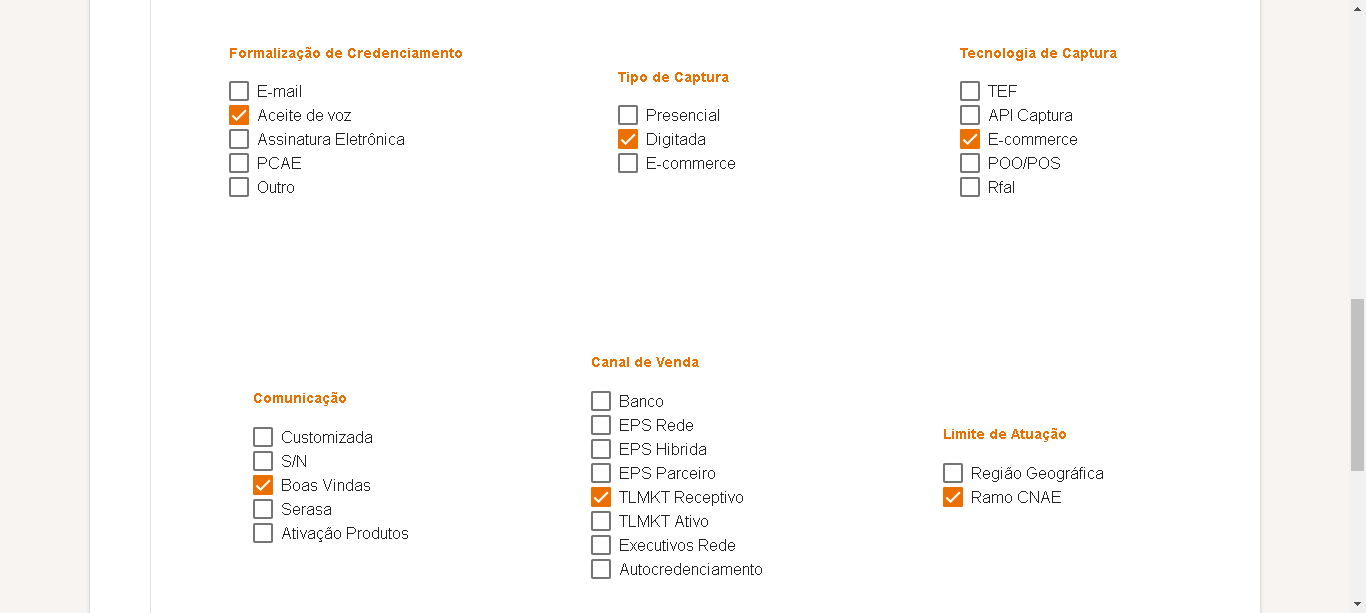 Formalização de Credenciamento
E-mail
Aceite de voz
Assinatura Eletrônica
PCAE
Outro
Tipo de Captura
Presencial
Digitada
E-commerce
Tecnologia de Captura
TEF
API Captura
E-commerce
POO/POS
Rfal
Comunicação
Customizada
S/N
Boas Vindas
Serasa
Ativação Produtos
Canal de Venda
Banco
EPS Rede
EPS Hibrida
EPS Parceiro
TLMKT Receptivo
TLMKT Ativo
Executivos Rede
Autocredenciamento
Limite de Atuação
Região Geográfica
Ramo CNAE